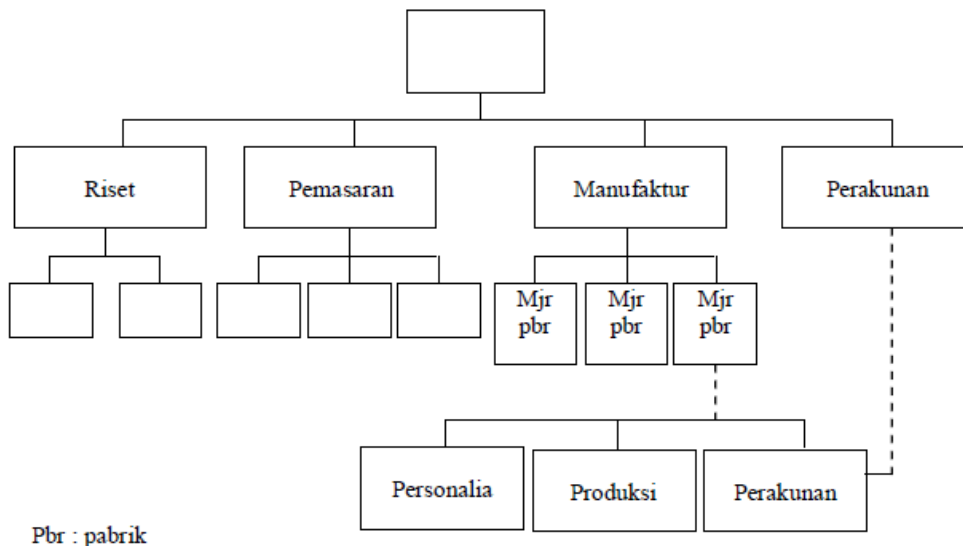 Riset
Pemasaran
Manufaktur
Perakunan
Mjr
pbr
Mjr
pbr
Mjr
pbr
Personalia
Produksi
Perakunan
Pbr : pabrik